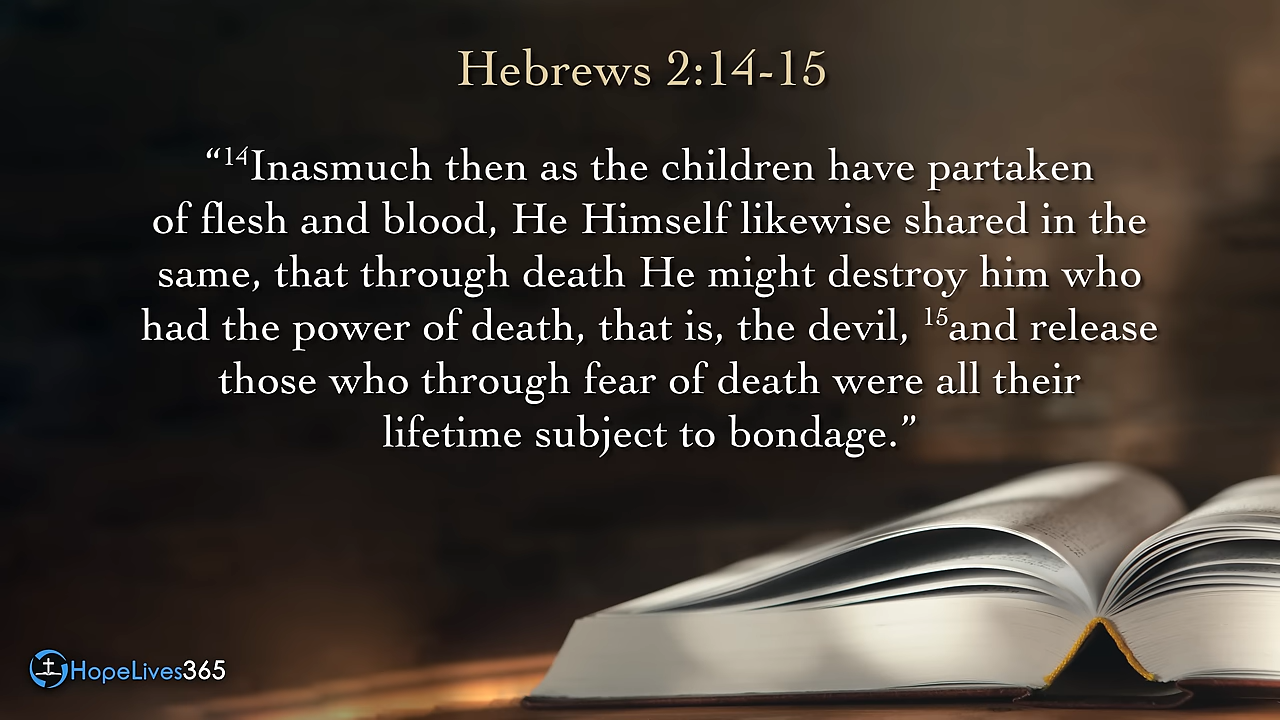 Hebrews 2:14-15
“¹⁴Inasmuch then as the children have partaken
of flesh and blood, He Himself likewise shared in the
same, that through death He might destroy him who
had the power of death, that is, the devil, ¹⁵and release
those who through fear of death were all their
lifetime subject to bondage.”
HopeLives365